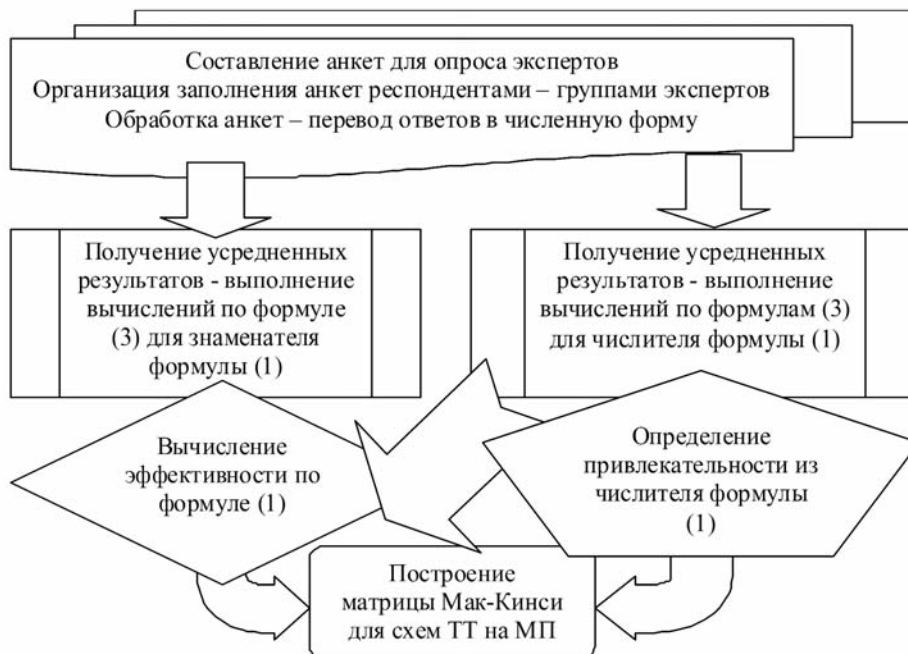 Составление анкет для опроса экспертов
Организация заполнения анкет респондентами – группами экспертов
Обработка анкет – перевод ответов в численную форму
Получение усредненных
результатов - выполнение
вычислений по формуле
(3) для знаменателя
формулы (1)
Получение усредненных
результатов - выполнение
вычислений по формулам (3)
для числителя формулы (1)
Вычисление
эффективности по
формуле (1)
Определение
привлекательности из
числителя формулы
(1)
Построение
матрицы Мак-Кинси
для схем ТТ на МП